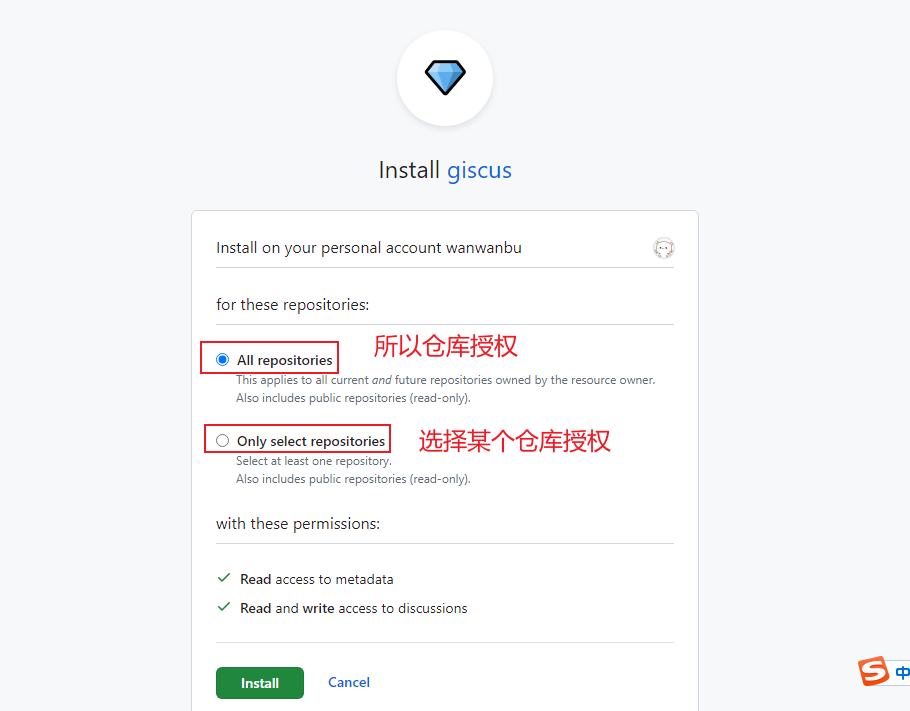 Install giscus
Install on your personal account wanwanbu
for these repositories:
所以仓库授权
All repositories
This applies to all current and future repositories owned by the resource owner.
Also includes public repositories (read-only).
选择某个仓库授权
Only select repositories
Select at least one repository.
Also includes public repositories (read-only).
with these permissions:
Read access to metadata
Read and write access to discussions
Install Cancel
S 中